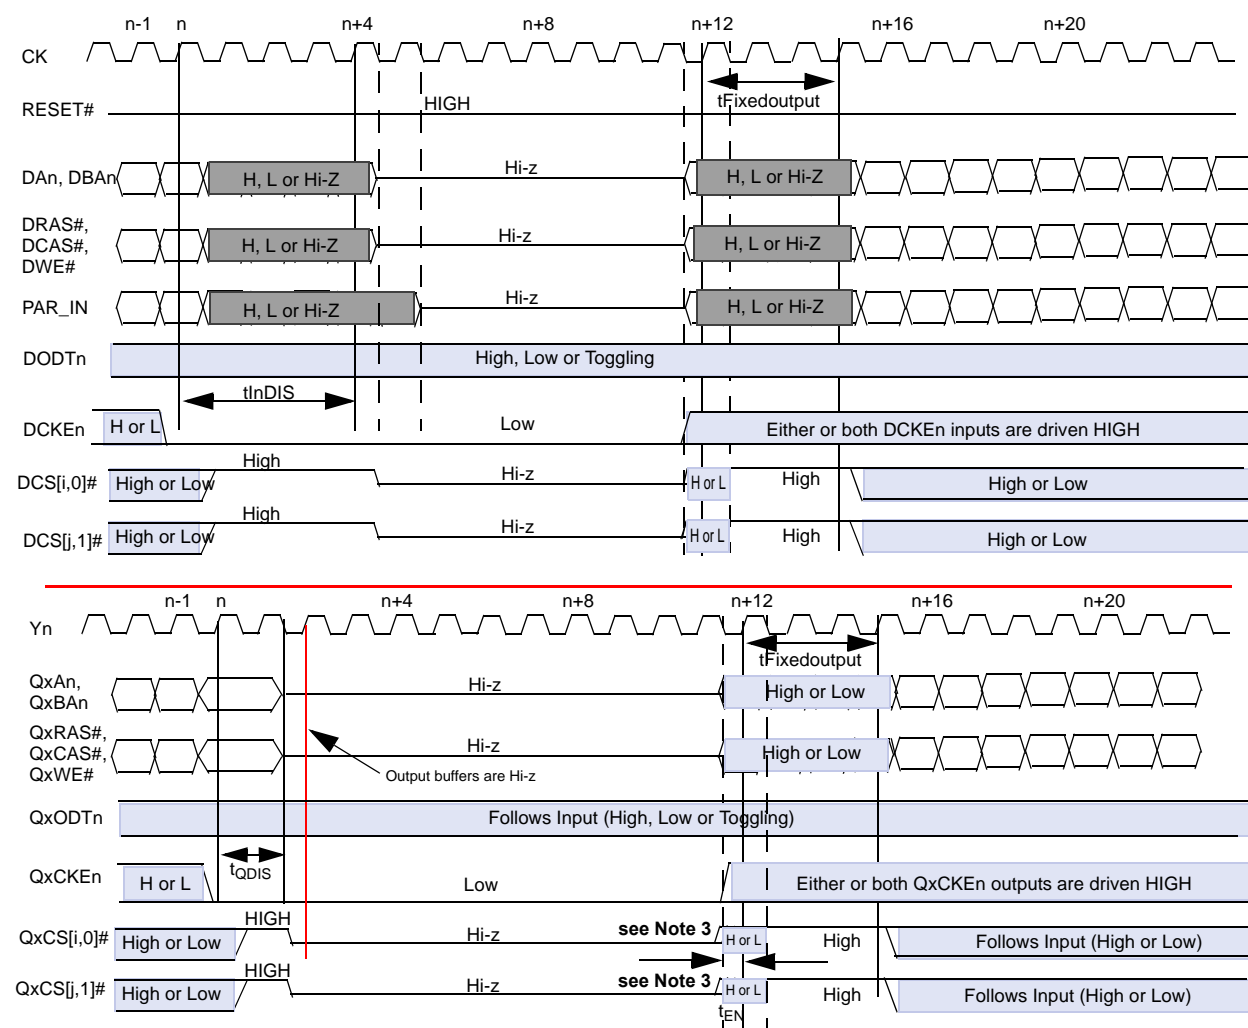 n-1 n n+4 n+8 n+12 n+16 n+20
CK
tFixedoutput
RESET# HIGH
DAn, DBAn H, L or Hi-Z Hi-z H, L or Hi-Z
DRAS#,
DCAS#, H, L or Hi-Z Hi-z H, L or Hi-Z
DWE#
PAR_IN H, L or Hi-Z Hi-z H, L or Hi-Z
DODTn High, Low or Toggling
tInDIS
DCKEn H or L Low Either or both DCKEn inputs are driven HIGH
DCS[i,0]# High or Low High Hi-z H or L High High or Low
DCS[j,1]# High or Low High Hi-z H or L High High or Low
n-1 n n+4 n+8 n+12 n+16 n+20
Yn
tFixedoutput
QxAn,
QxBAn Hi-z High or Low
QxRAS#,
QxCAS#, Hi-z High or Low
QxWE#
Output buffers are Hi-z
QxODTn Follows Input (High, Low or Toggling)
tQDIS
QxCKEn H or L Low Either or both QxCKEn outputs are driven HIGH
QxCS[i,0]# High or Low HIGH Hi-z see Note 3 H or L High Follows Input (High or Low)
QxCS[j,1]# High or Low HIGH Hi-z see Note 3 H or L High Follows Input (High or Low)
tEN